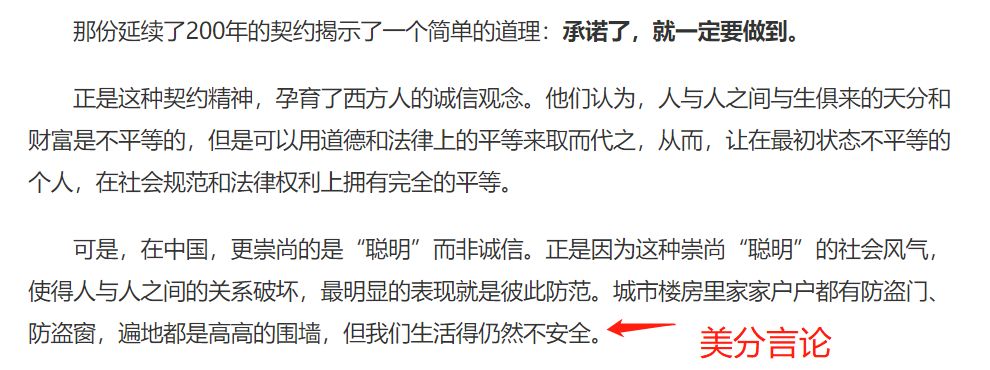 那份延续了200年的契约揭示了一个简单的道理：承诺了，就一定要做到。
正是这种契约精神，孕育了西方人的诚信观念。他们认为，人与人之间与生俱来的天分和
财富是不平等的，但是可以用道德和法律上的平等来取而代之，从而，让在最初状态不平等的
个人，在社会规范和法律权利上拥有完全的平等。
可是，在中国，更崇尚的是“聪明”而非诚信。正是因为这种崇尚“聪明”的社会风气，
使得人与人之间的关系破坏，最明显的表现就是彼此防范。城市楼房里家家户户都有防盗门、
防盗窗，遍地都是高高的围墙，但我们生活得仍然不安全。
美分言论